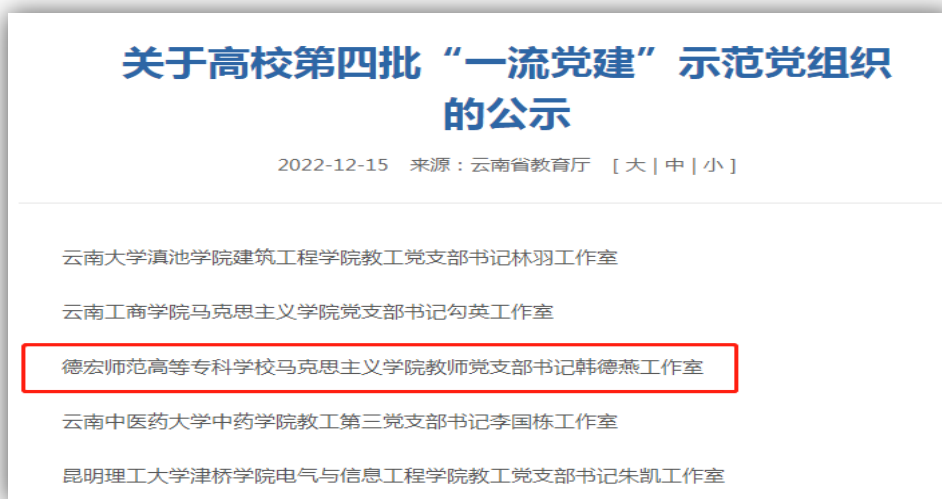 关于高校第四批“一流党建”示范党组织
的公示
2022-12-15 来源：云南省教育厅 [ 大 | 中 | 小 ]
云南大学滇池学院建筑工程学院教工党支部书记林羽工作室
云南工商学院马克思主义学院党支部书记勾英工作室
德宏师范高等专科学校马克思主义学院教师党支部书记韩德燕工作室
云南中医药大学中药学院教工第三党支部书记李国栋工作室
昆明理工大学津桥学院电气与信息工程学院教工党支部书记朱凯工作室